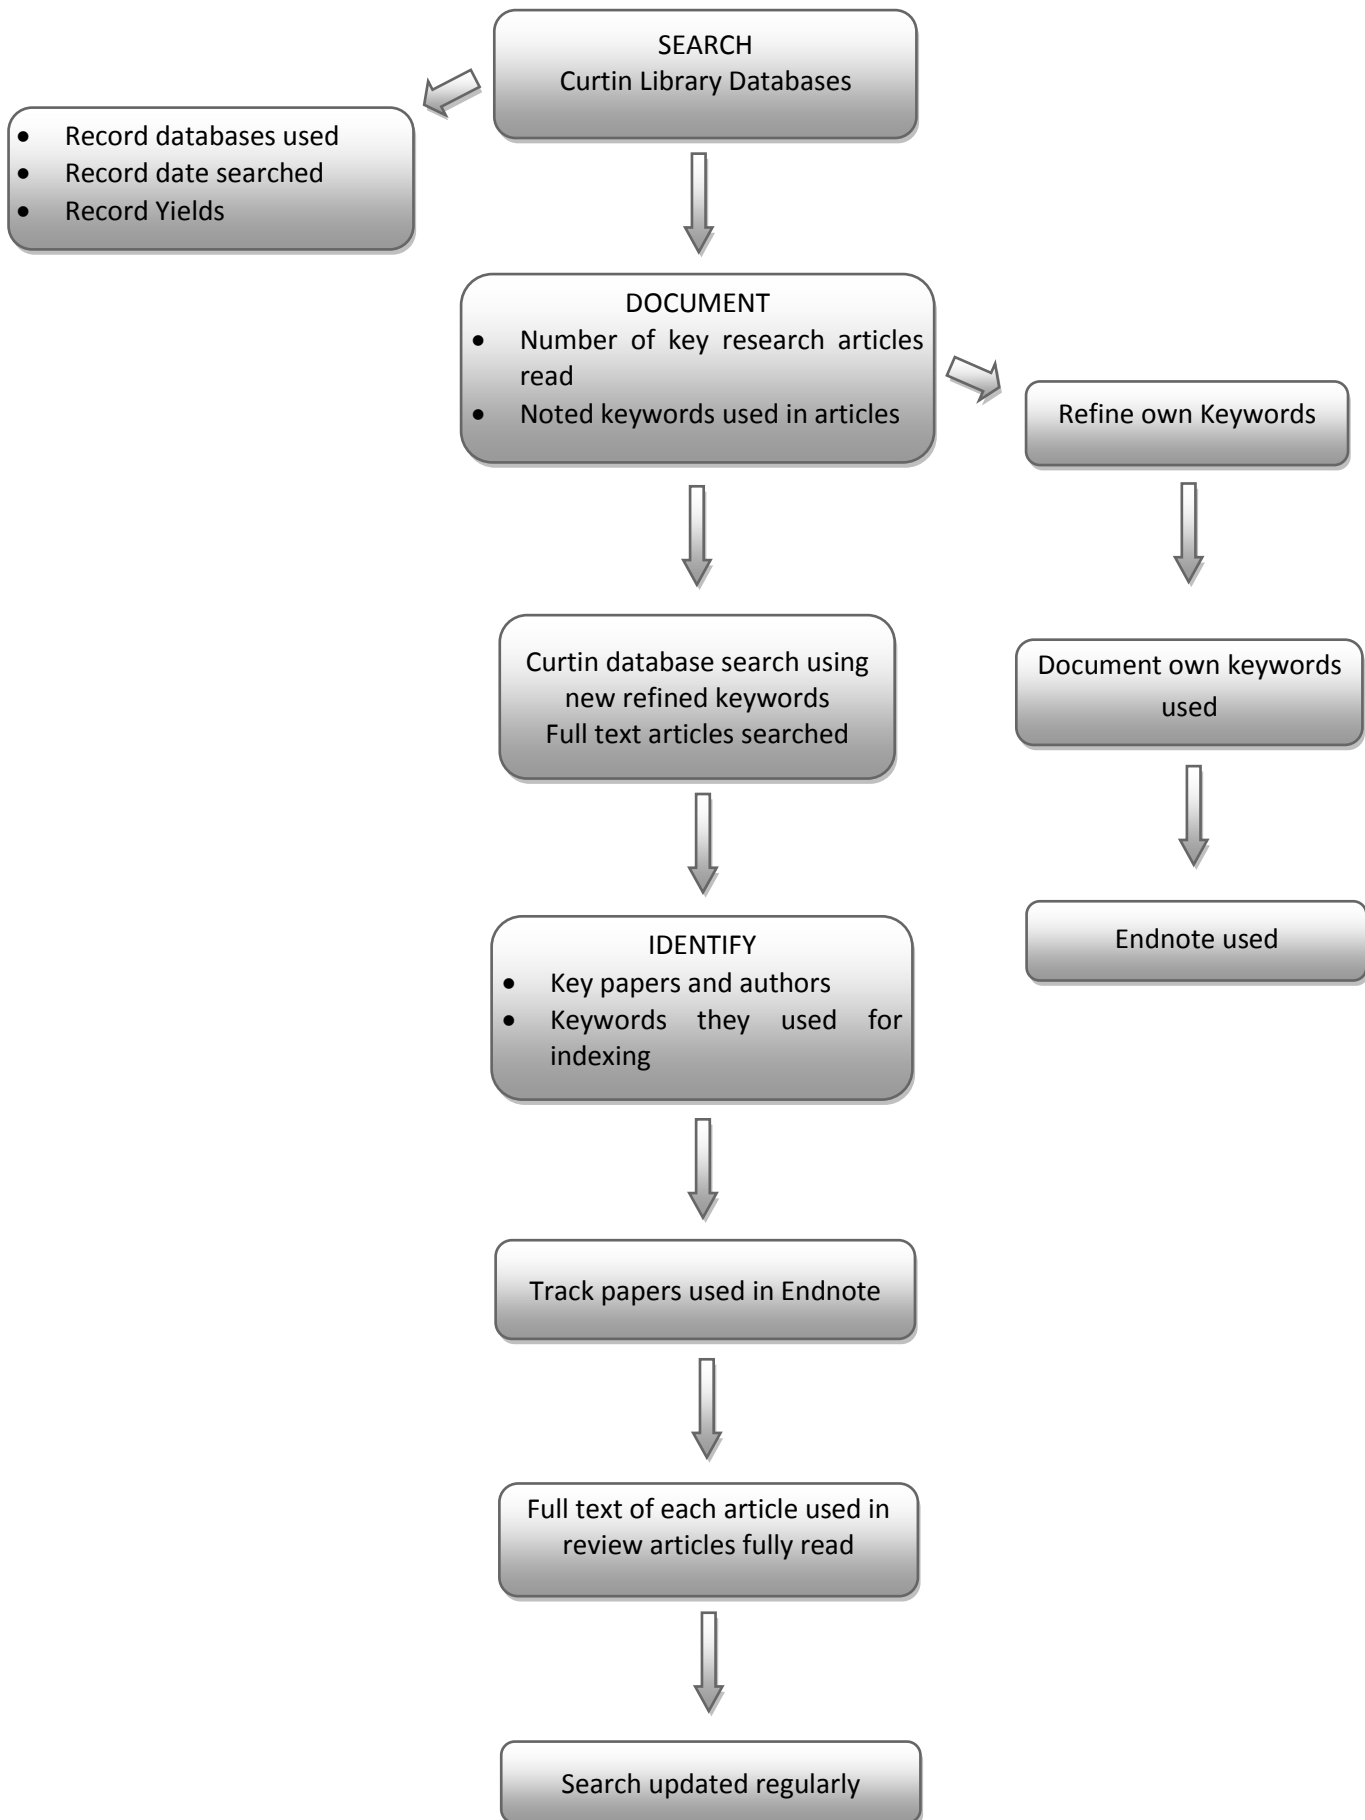 SEARCH
Curtin Library Databases
• Record databases used
• Record date searched
• Record Yields
DOCUMENT
• Number of key research articles
read
• Noted keywords used in articles
Refine own Keywords
Curtin database search using
new refined keywords
Full text articles searched
Document own keywords
used
Endnote used
IDENTIFY
• Key papers and authors
• Keywords they used for
indexing
Track papers used in Endnote
Full text of each article used in
review articles fully read
Search updated regularly